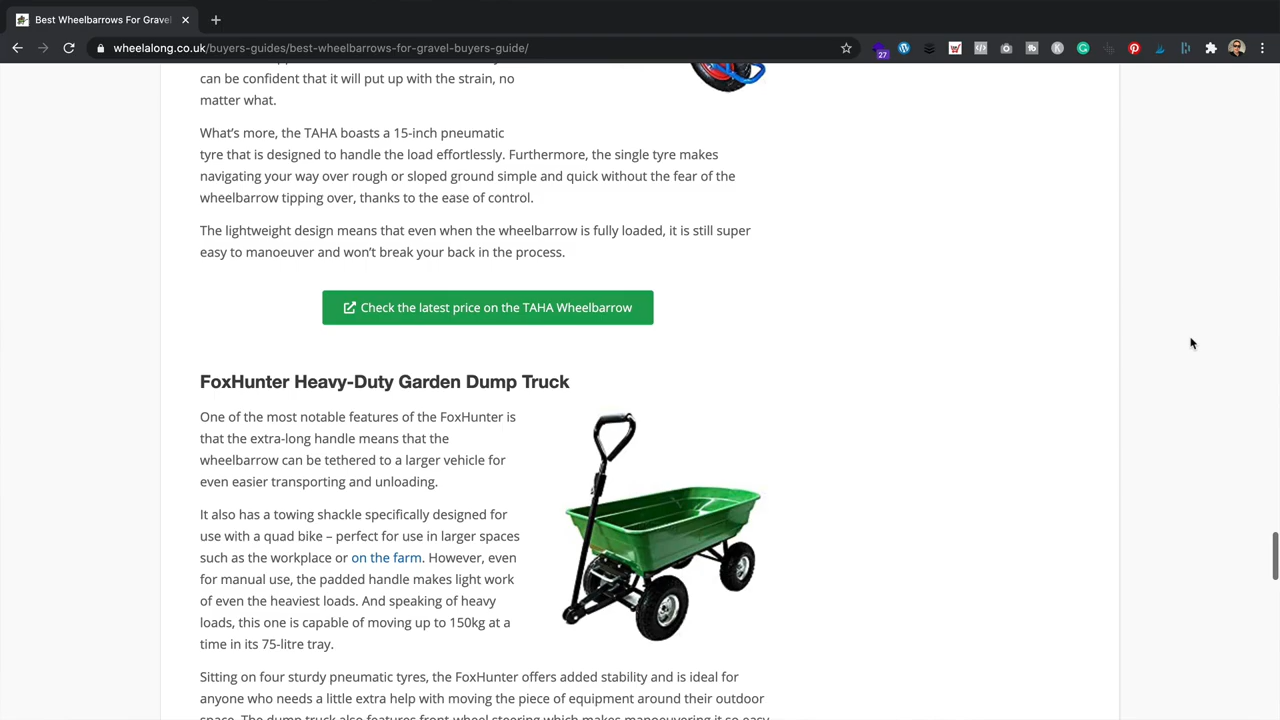 Best Wheelbarrows For Gravel
wheelalong.co.uk/buyers-guides/best-wheelbarrows-for-gravel-buyers-guide/
27
can be confident that it will put up with the strain, no
matter what.
What's more, the TAHA boasts a 15-inch pneumatic
tyre that is designed to handle the load effortlessly. Furthermore, the single tyre makes
navigating your way over rough or sloped ground simple and quick without the fear of the
wheelbarrow tipping over, thanks to the ease of control.
The lightweight design means that even when the wheelbarrow is fully loaded, it is still super
easy to manoeuver and won't break your back in the process.
Check the latest price on the TAHA Wheelbarrow
FoxHunter Heavy-Duty Garden Dump Truck
One of the most notable features of the FoxHunter is
that the extra-long handle means that the
wheelbarrow can be tethered to a larger vehicle for
even easier transporting and unloading.
It also has a towing shackle specifically designed for
use with a quad bike – perfect for use in larger spaces
such as the workplace or on the farm. However, even
for manual use, the padded handle makes light work
of even the heaviest loads. And speaking of heavy
loads, this one is capable of moving up to 150kg at a
time in its 75-litre tray.
Sitting on four sturdy pneumatic tyres, the FoxHunter offers added stability and is ideal for
anyone who needs a little extra help with moving the piece of equipment around their outdoor
space. The dump truck also features front-wheel steering which makes manoeuvering it so easy